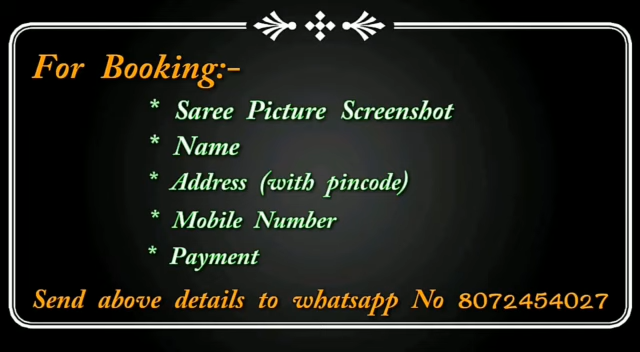 For Booking:-
* Saree Picture Screenshot
* Name
* Address (with pincode)
* Mobile Number
* Payment
Send above details to whatsapp No 8072454027